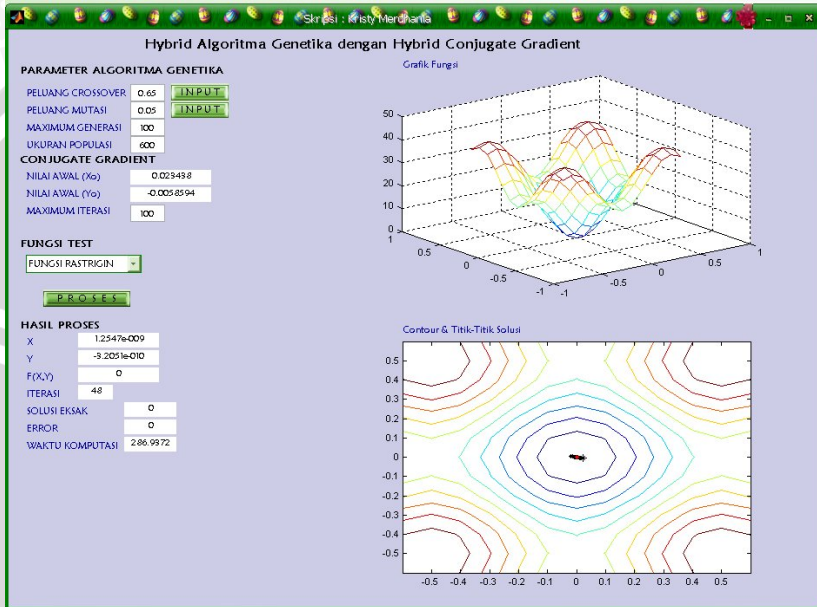 Skripsi : Kristy Merdhania
Hybrid Algoritma Genetika dengan Hybrid Conjugate Gradient
PARAMETER ALGORITMA GENETIKA
PELUANG CROSSOVER 0.65 INPUT
PELUANG MUTASI 0.05 INPUT
MAXIMUM GENERASI 100
UKURAN POPULASI 600
CONJUGATE GRADIENT
NILAI AWAL (Xo) 0.023438
NILAI AWAL (Yo) -0.0058594
MAXIMUM ITERASI 100
FUNGSI TEST
FUNGSI RASTRIGIN
PROSES
HASIL PROSES
X 1.2547e-009
Y -3.2051e-010
F(X,Y) 0
ITERASI 48
SOLUSI EKSAK 0
ERROR 0
WAKTU KOMPUTASI 286.9372
Grafik Fungsi
50
40
30
20
10
0
1
0.5
0
-0.5
-1
-1
-0.5
0
0.5
1
Contour & Titik-Titik Solusi
0.5
0.4
0.3
0.2
0.1
0
-0.1
-0.2
-0.3
-0.4
-0.5
-0.5 -0.4 -0.3 -0.2 -0.1 0 0.1 0.2 0.3 0.4 0.5